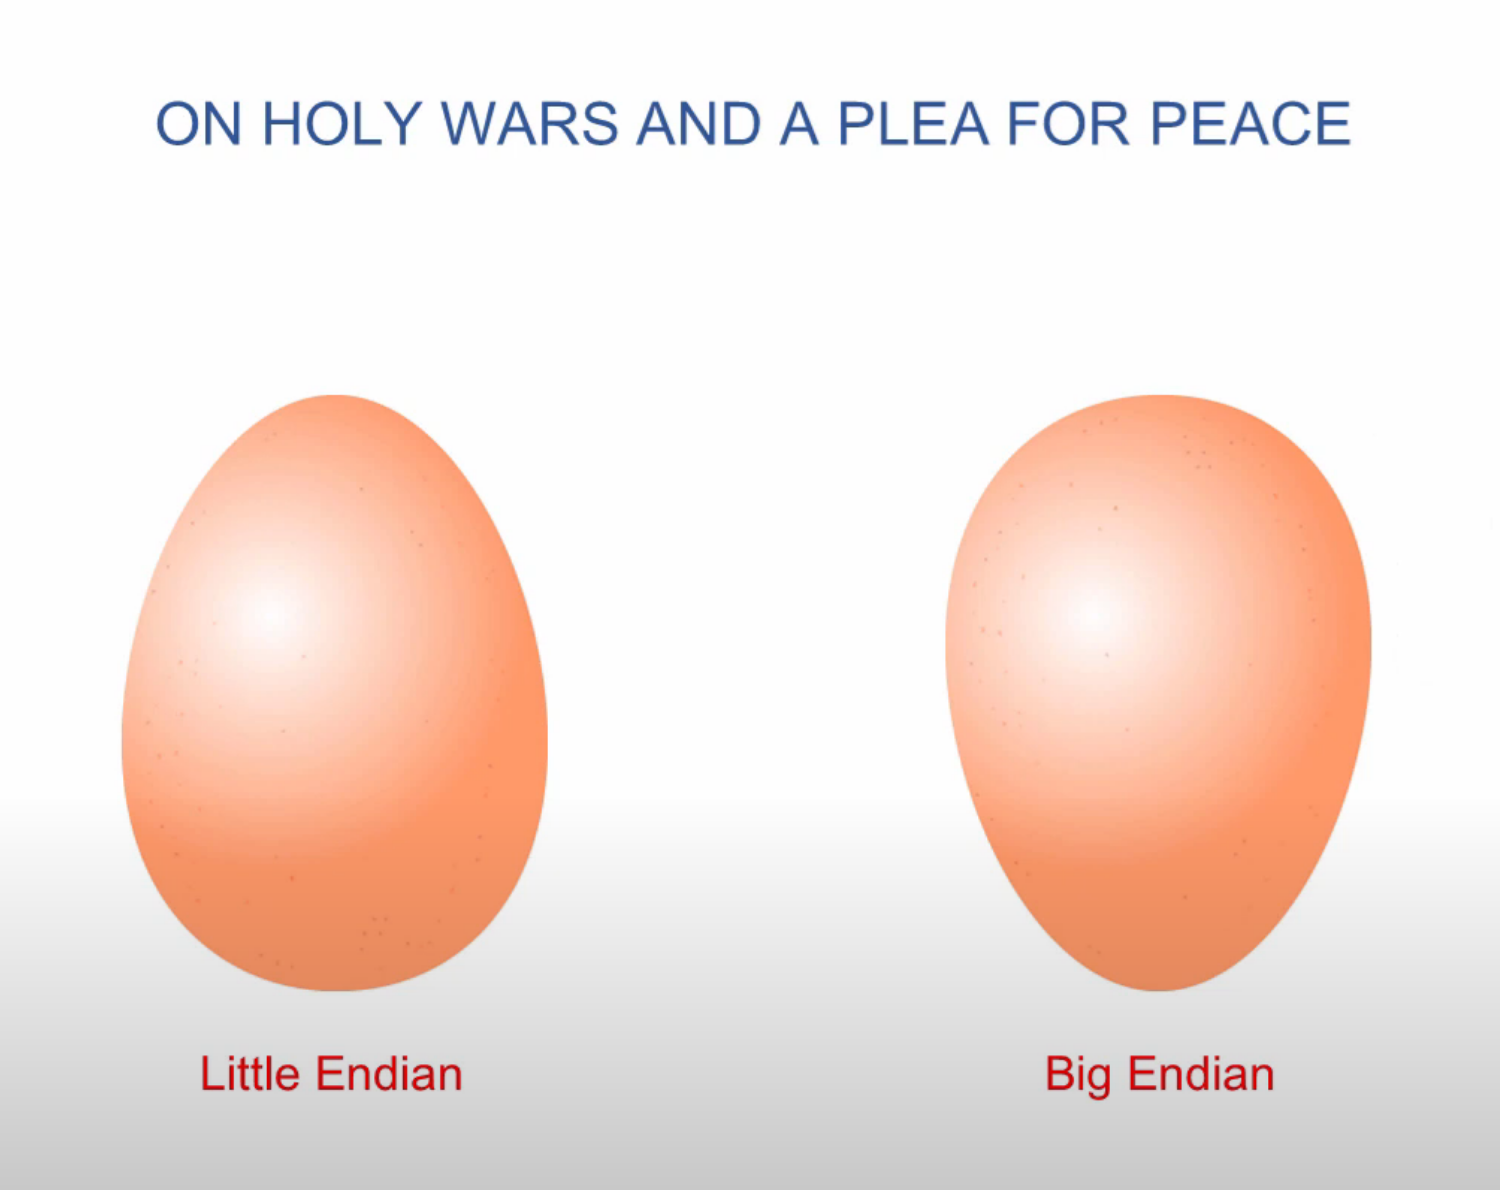 ON HOLY WARS AND A PLEA FOR PEACE
Little Endian
Big Endian